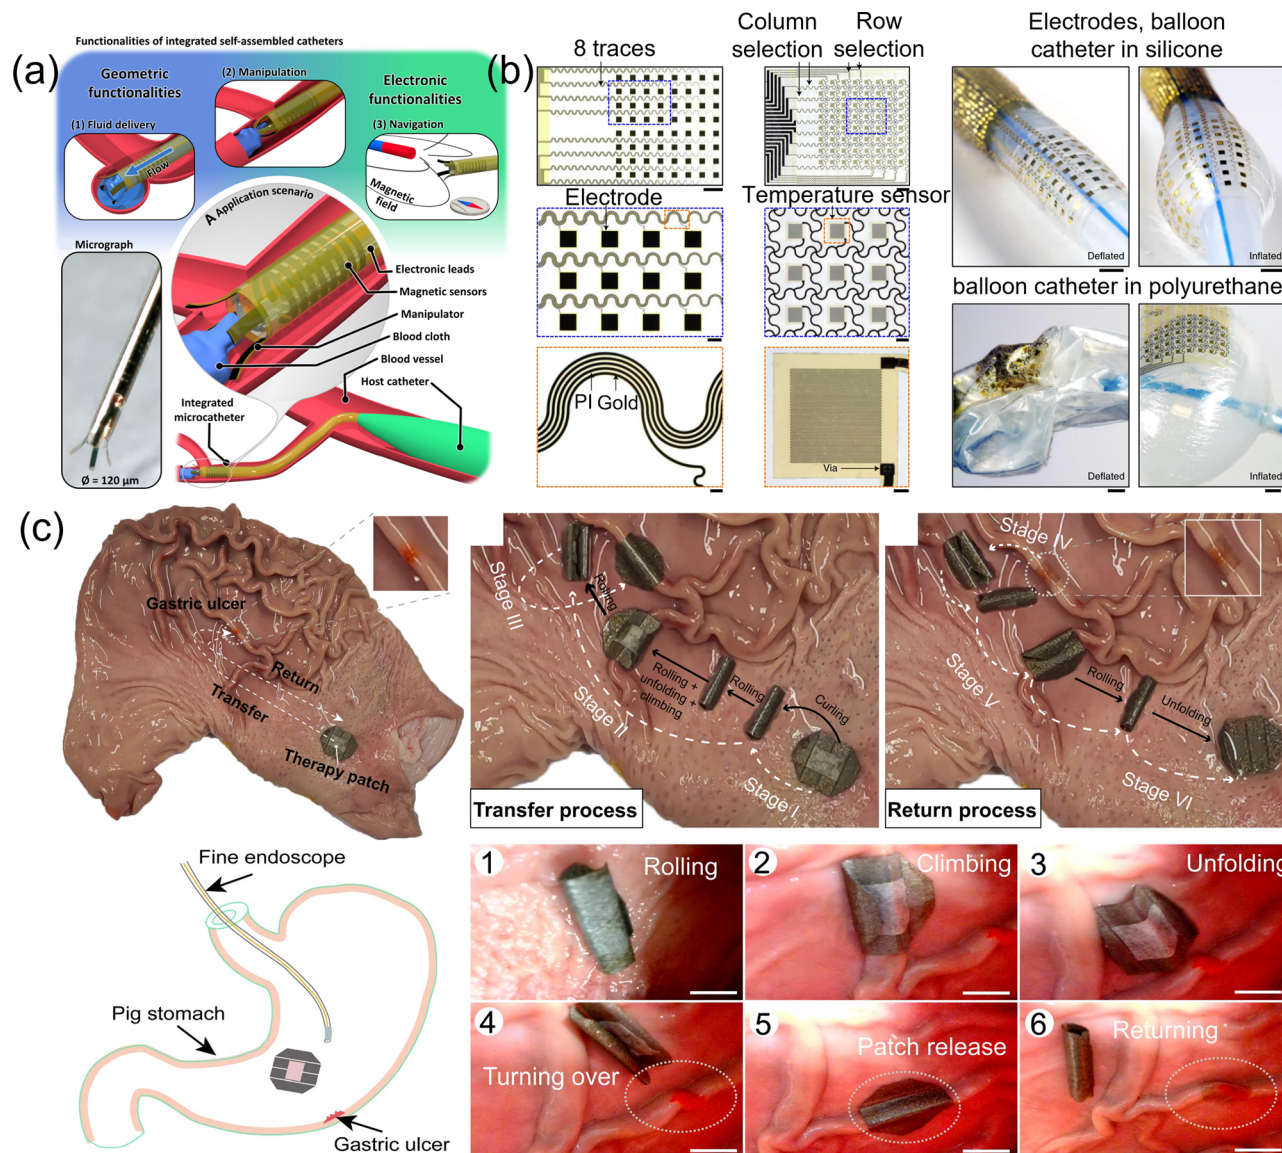 (a)
Functionalities of integrated self-assembled catheters
Geometric
functionalities
(1) Fluid delivery
Flow
(2) Manipulation
Electronic
functionalities
(3) Navigation
Magnetic
field
A Application scenario
Micrograph
Ø = 120 µm
Electronic leads
Magnetic sensors
Manipulator
Blood cloth
Blood vessel
Host catheter
Integrated
microcatheter
(b)
8 traces
Column
selection
Row
selection
Electrodes, balloon
catheter in silicone
Deflated
Inflated
Electrode
Temperature sensor
balloon catheter in polyurethane
PI Gold
Via
Deflated
Inflated
(c)
Gastric ulcer
Return
Transfer
Therapy patch
Stage III
Rolling
Rolling +
unfolding +
climbing
Rolling
Curling
Stage II
Stage I
Transfer process
Stage IV
Rolling
Unfolding
Stage V
Stage VI
Return process
Fine endoscope
Pig stomach
Gastric ulcer
1
Rolling
2
Climbing
3
Unfolding
4
Turning over
5
Patch release
6
Returning